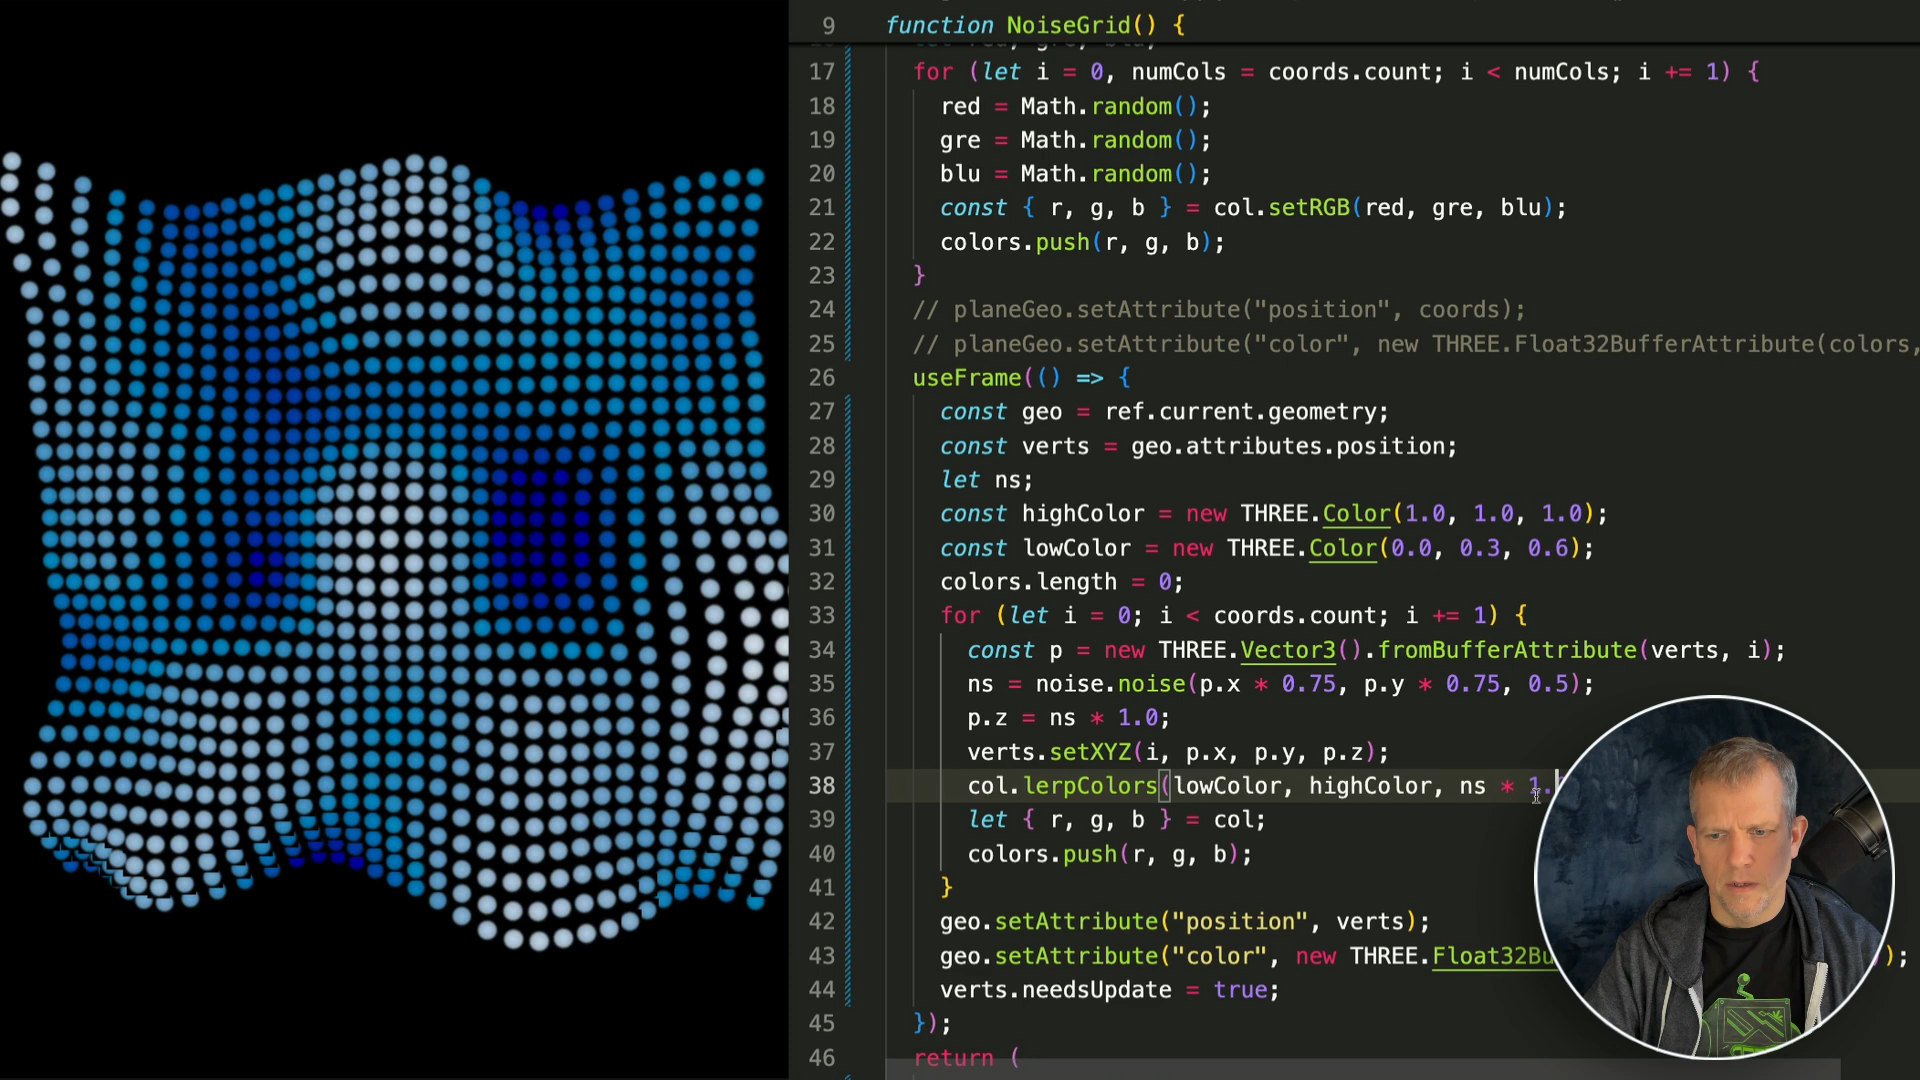 9 function NoiseGrid() {
17 for (let i = 0, numCols = coords.count; i < numCols; i += 1) {
18 red = Math.random();
19 gre = Math.random();
20 blu = Math.random();
21 const { r, g, b } = col.setRGB(red, gre, blu);
22 colors.push(r, g, b);
23 }
24 // planeGeo.setAttribute("position", coords);
25 // planeGeo.setAttribute("color", new THREE.Float32BufferAttribute(colors,
26 useFrame(() => {
27 const geo = ref.current.geometry;
28 const verts = geo.attributes.position;
29 let ns;
30 const highColor = new THREE.Color(1.0, 1.0, 1.0);
31 const lowColor = new THREE.Color(0.0, 0.3, 0.6);
32 colors.length = 0;
33 for (let i = 0; i < coords.count; i += 1) {
34 const p = new THREE.Vector3().fromBufferAttribute(verts, i);
35 ns = noise.noise(p.x * 0.75, p.y * 0.75, 0.5);
36 p.z = ns * 1.0;
37 verts.setXYZ(i, p.x, p.y, p.z);
38 col.lerpColors(lowColor, highColor, ns * 1.
39 let { r, g, b } = col;
40 colors.push(r, g, b);
41 }
42 geo.setAttribute("position", verts);
43 geo.setAttribute("color", new THREE.Float32Bu );
44 verts.needsUpdate = true;
45 });
46 return (